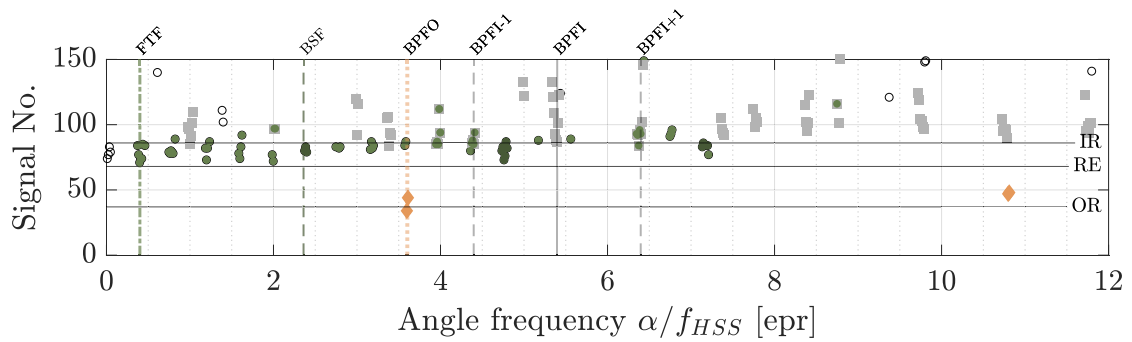 FTF BSF BPFO BPFI-1 BPFI BPFI+1
Signal No.
150
100
50
0
IR
RE
OR
0 2 4 6 8 10 12
Angle frequency α/f_HSS [epr]